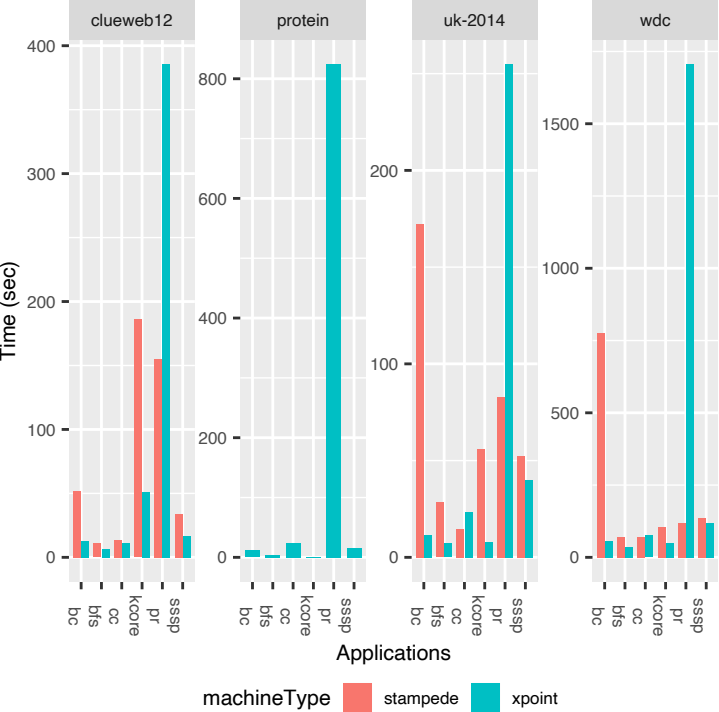 clueweb12 protein uk-2014 wdc
400
300
200
100
0
800
600
400
200
0
200
100
0
1500
1000
500
0
Time (sec)
bc bfs cc kcore pr sssp
bc bfs cc kcore pr sssp
bc bfs cc kcore pr sssp
bc bfs cc kcore pr sssp
Applications
machineType stampede xpoint